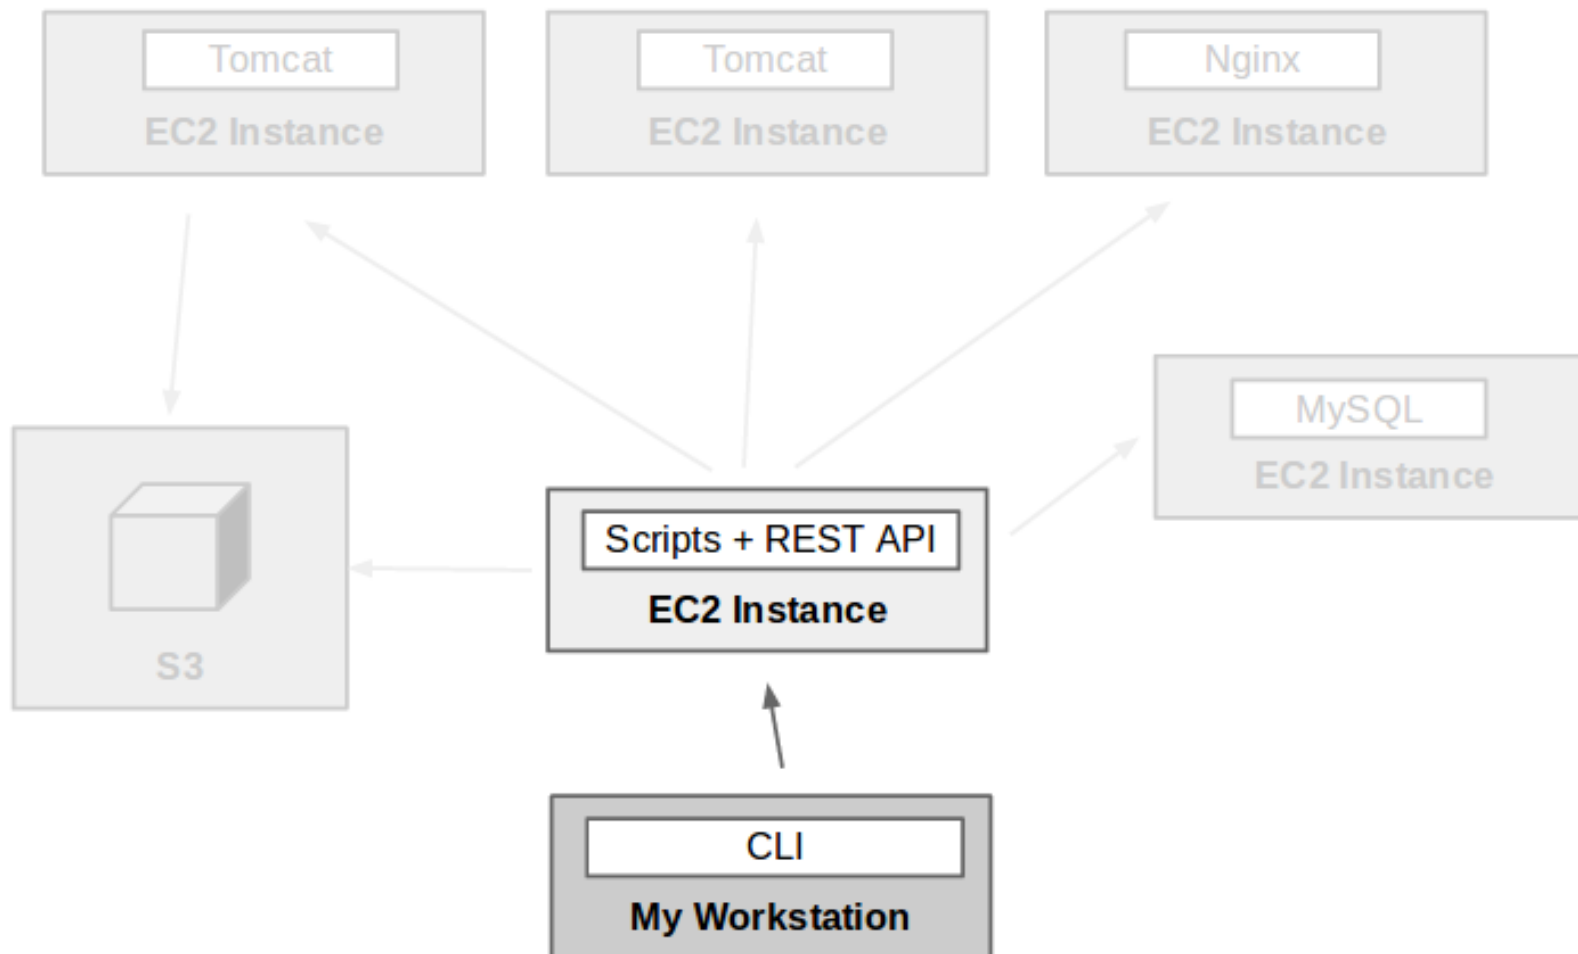 Tomcat
EC2 Instance
Tomcat
EC2 Instance
Nginx
EC2 Instance
MySQL
EC2 Instance
S3
Scripts + REST API
EC2 Instance
CLI
My Workstation